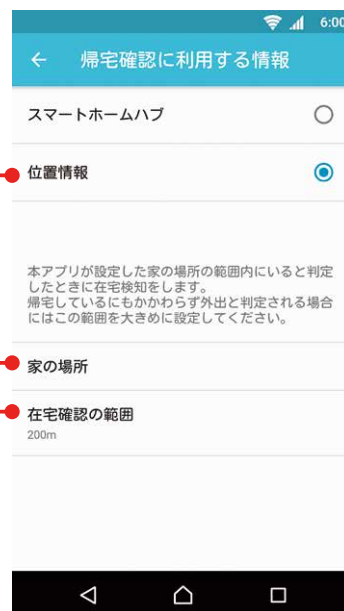 6:00
帰宅確認に利用する情報
スマートホームハブ
位置情報
本アプリが設定した家の場所の範囲内にいると判定
したときに在宅検知をします。
帰宅しているにもかかわらず外出と判定される場合
にはこの範囲を大きめに設定してください。
家の場所
在宅確認の範囲
200m